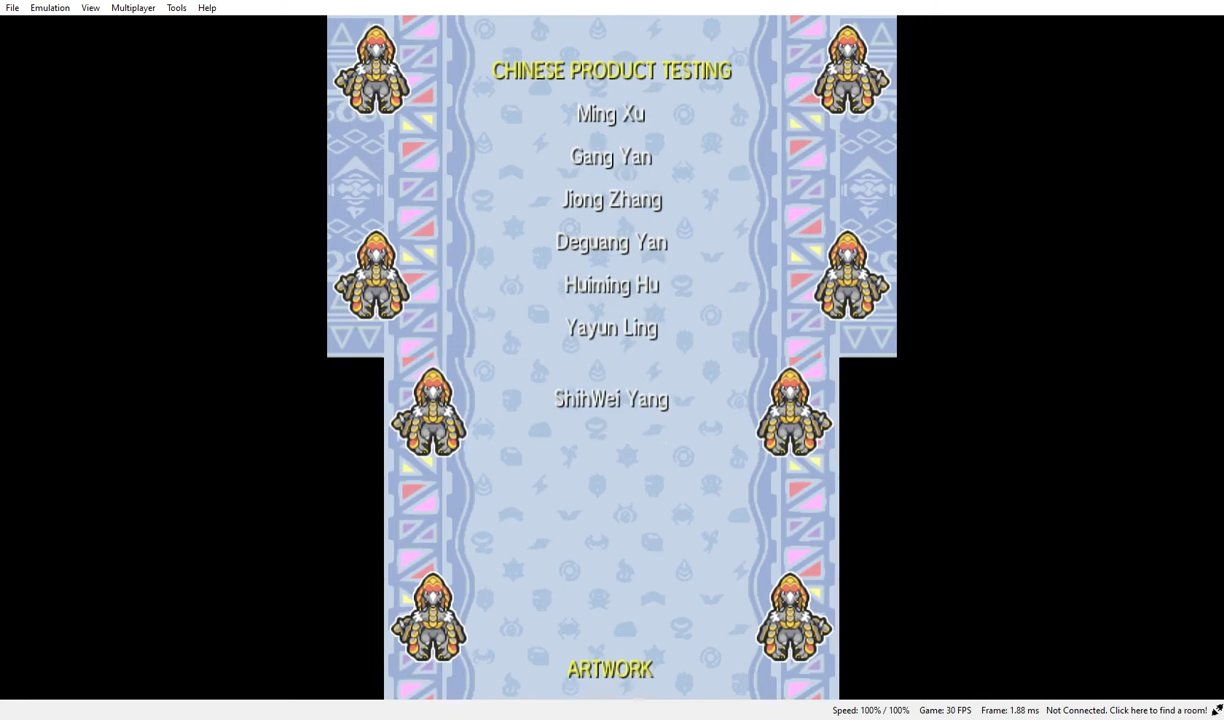 File Emulation View Multiplayer Tools Help
CHINESE PRODUCT TESTING
Ming Xu
Gang Yan
Jiong Zhang
Deguang Yan
Huiming Hu
Yayun Ling
ShihWei Yang
ARTWORK
Speed: 100% / 100% Game: 30 FPS Frame: 1.88 ms Not Connected. Click here to find a room!